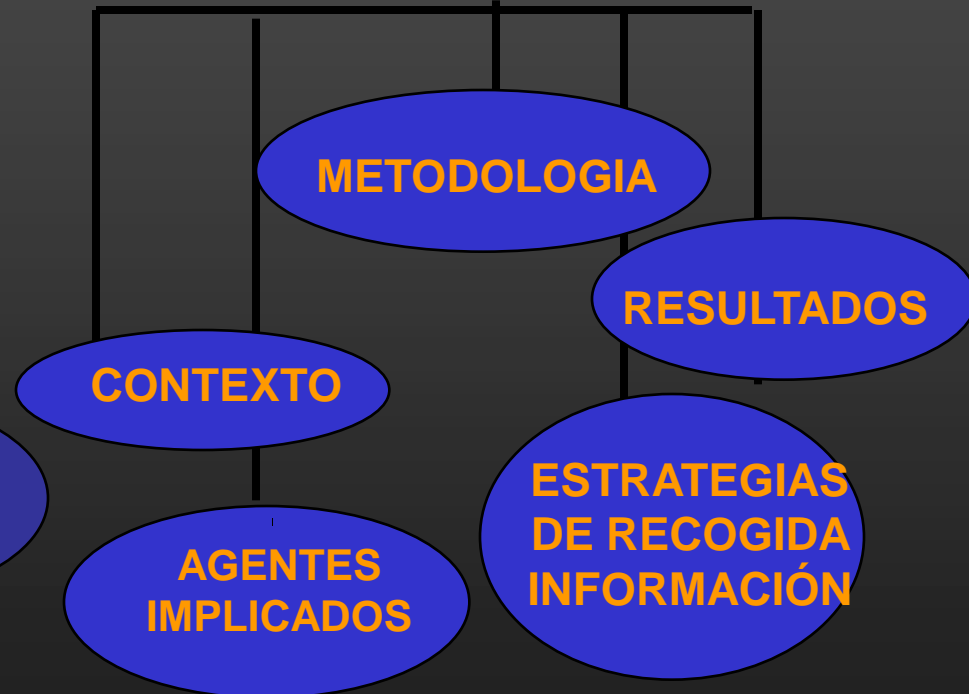 METODOLOGIA
RESULTADOS
CONTEXTO
AGENTES
IMPLICADOS
ESTRATEGIAS
DE RECOGIDA
INFORMACIÓN